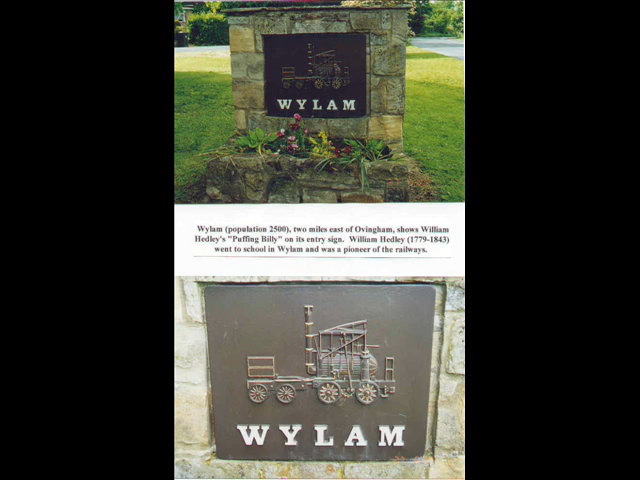 WYLAM
Wylam (population 2500), two miles east of Ovingham, shows William
Hedley's "Puffing Billy" on its entry sign. William Hedley (1779-1843)
went to school in Wylam and was a pioneer of the railways.
WYLAM